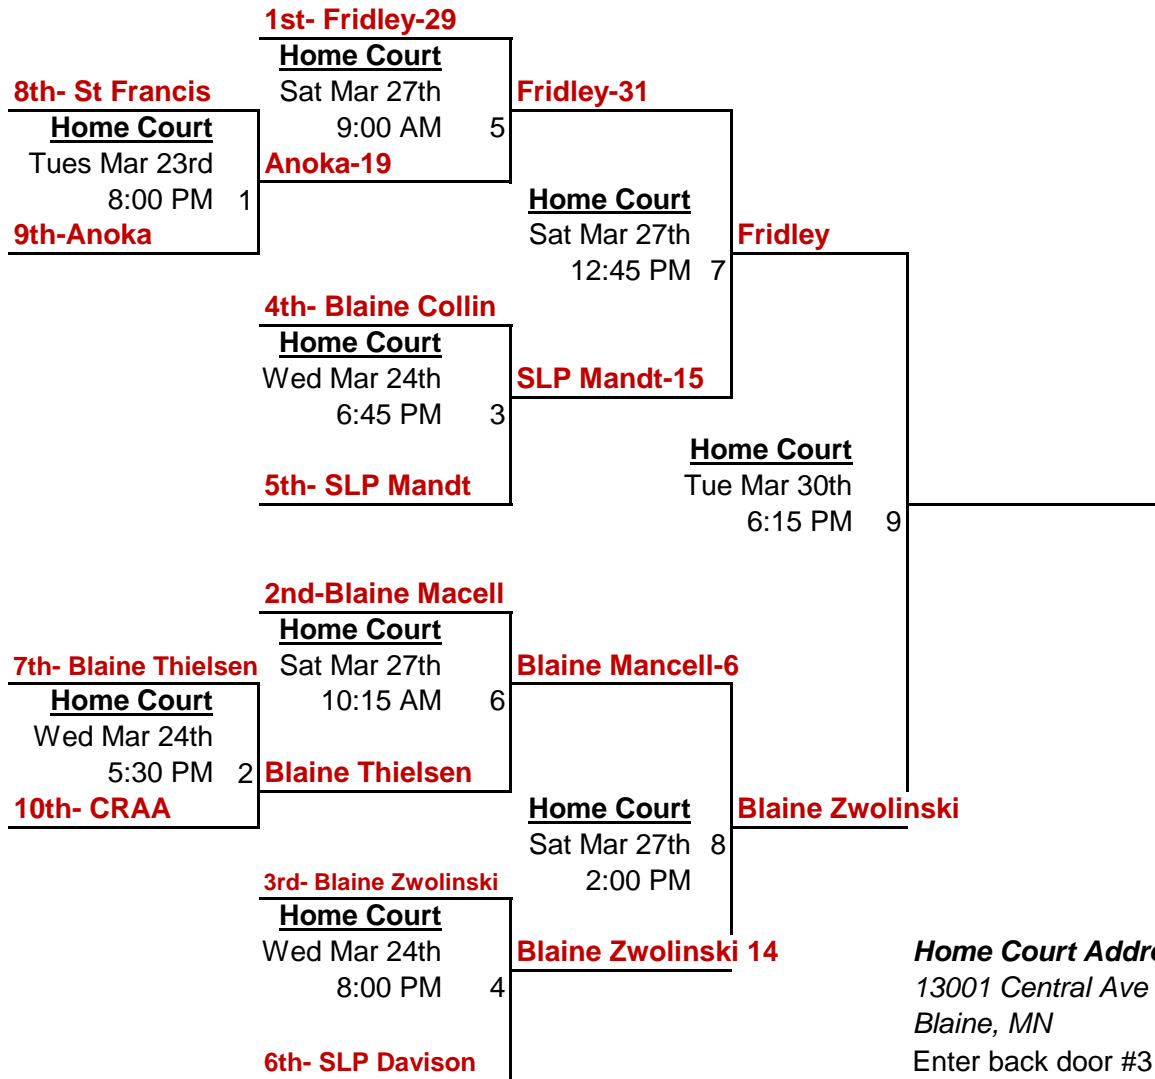 1st- Fridley-29
Home Court
8th- St Francis
Sat Mar 27th
Fridley-31
Home Court
9:00 AM 5
Tues Mar 23rd
Anoka-19
8:00 PM 1
Home Court
9th-Anoka
Sat Mar 27th
Fridley
12:45 PM 7
4th- Blaine Collin
Home Court
Wed Mar 24th
SLP Mandt-15
6:45 PM 3
Home Court
5th- SLP Mandt
Tue Mar 30th
6:15 PM 9
2nd-Blaine Macell
Home Court
7th- Blaine Thielsen
Sat Mar 27th
Blaine Mancell-6
Home Court
10:15 AM 6
Wed Mar 24th
5:30 PM 2
Blaine Thielsen
10th- CRAA
Home Court
Blaine Zwolinski
Sat Mar 27th 8
3rd- Blaine Zwolinski
2:00 PM
Home Court
Wed Mar 24th
Blaine Zwolinski 14
Home Court Addre
8:00 PM 4
13001 Central Ave
Blaine, MN
6th- SLP Davison
Enter back door #3